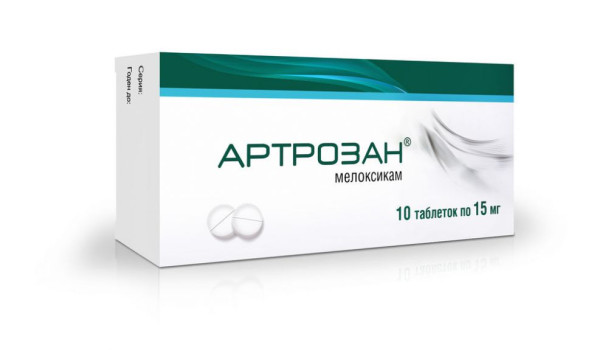 Серия:
Годен до:
АРТРОЗАН®
мелоксикам
10 таблеток по 15 мг